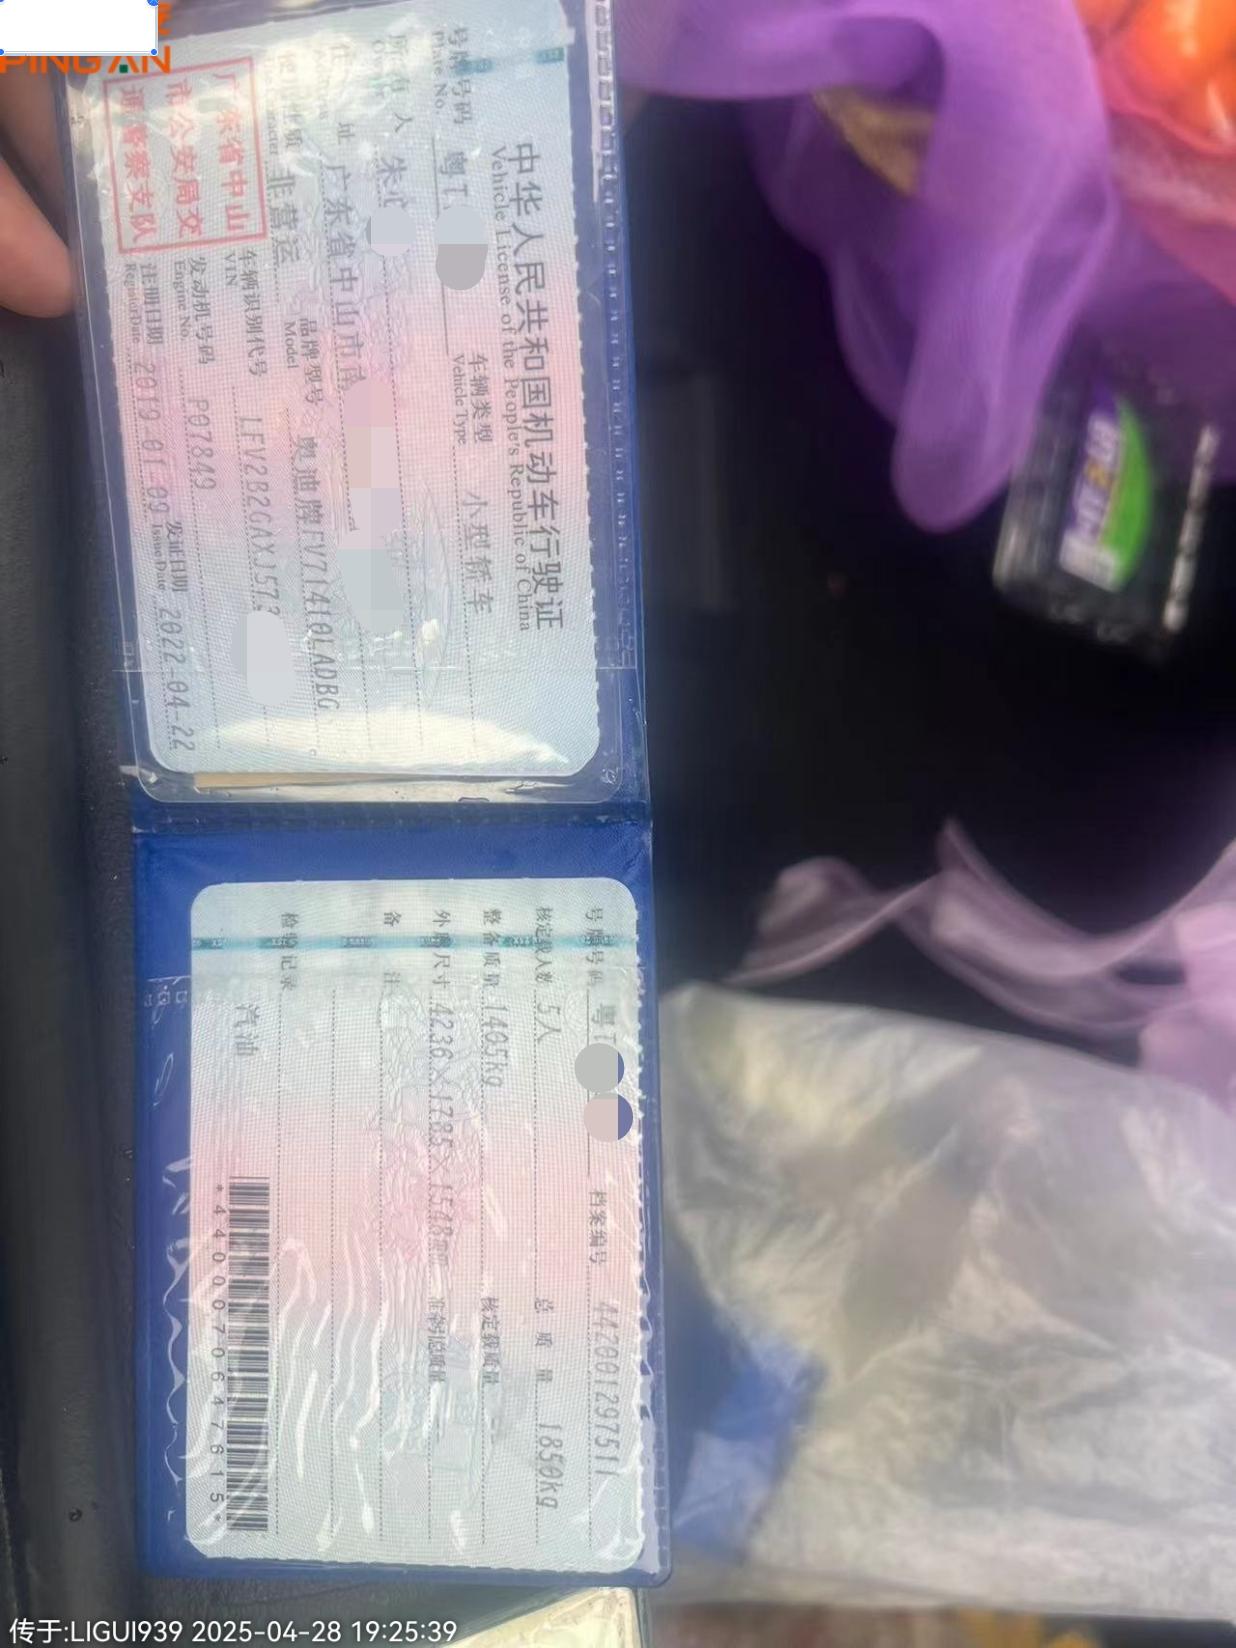 PING AN
中华人民共和国机动车行驶证
Vehicle License of the People's Republic of China
号牌号码 粤T 车辆类型 小型轿车
Plate No. Vehicle Type
所有人 朱
住址 广东省中山市南
使用性质 非营运 品牌型号 奥迪牌FV7141OLADBG
Model
广东省中山
市公安局交
通警察支队
车辆识别代号 LFV2B2GAXJ573
VIN
发动机号码 P07849
Engine No.
注册日期 2019-01-09 发证日期 2022-04-22
Register Date Issue Date
号牌号码 粤T 档案编号 442001297511
核定载人数 5人 总质量 1850kg
整备质量 1405kg 核定载质量 --
外廓尺寸 4236×1785×1548mm 准牵引总质量 --
备注
检验记录
汽油
*4400070647615*
传于:LIGUI939 2025-04-28 19:25:39